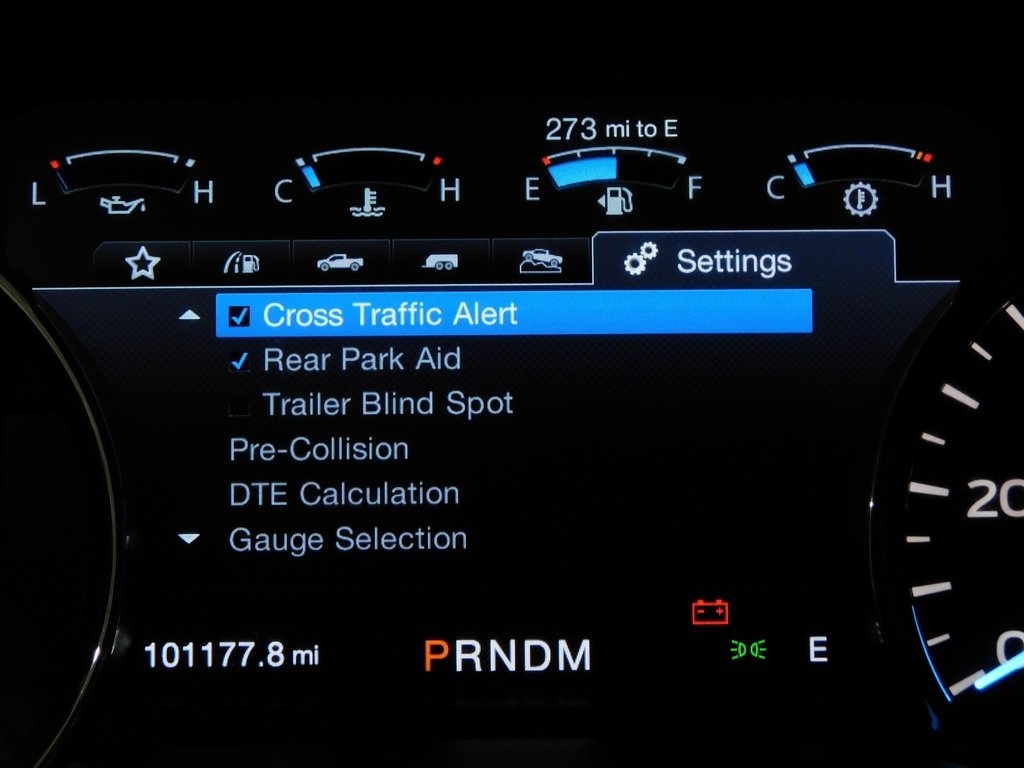 273 mi to E
L H C H E F C H
Settings
Cross Traffic Alert
Rear Park Aid
Trailer Blind Spot
Pre-Collision
DTE Calculation
Gauge Selection
20
0
101177.8 mi PRNDM E